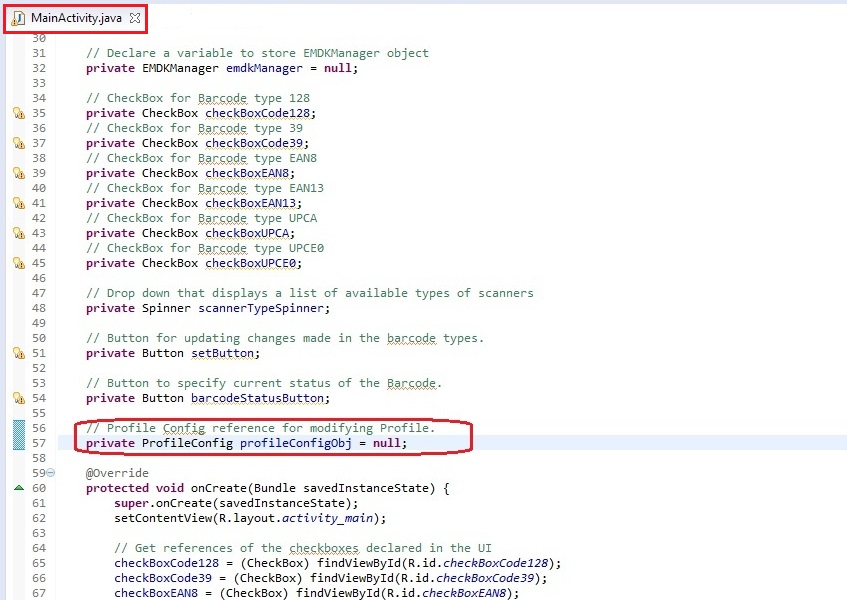 MainActivity.java
30
31 // Declare a variable to store EMDKManager object
32 private EMDKManager emdkManager = null;
33
34 // CheckBox for Barcode type 128
35 private CheckBox checkBoxCode128;
36 // CheckBox for Barcode type 39
37 private CheckBox checkBoxCode39;
38 // CheckBox for Barcode type EAN8
39 private CheckBox checkBoxEAN8;
40 // CheckBox for Barcode type EAN13
41 private CheckBox checkBoxEAN13;
42 // CheckBox for Barcode type UPCA
43 private CheckBox checkBoxUPCA;
44 // CheckBox for Barcode type UPCE0
45 private CheckBox checkBoxUPCE0;
46
47 // Drop down that displays a list of available types of scanners
48 private Spinner scannerTypeSpinner;
49
50 // Button for updating changes made in the barcode types.
51 private Button setButton;
52
53 // Button to specify current status of the Barcode.
54 private Button barcodeStatusButton;
55
56 // Profile Config reference for modifying Profile.
57 private ProfileConfig profileConfigObj = null;
58
59 @Override
60 protected void onCreate(Bundle savedInstanceState) {
61 super.onCreate(savedInstanceState);
62 setContentView(R.layout.activity_main);
63
64 // Get references of the checkboxes declared in the UI
65 checkBoxCode128 = (CheckBox) findViewById(R.id.checkBoxCode128);
66 checkBoxCode39 = (CheckBox) findViewById(R.id.checkBoxCode39);
67 checkBoxEAN8 = (CheckBox) findViewById(R.id.checkBoxEAN8);